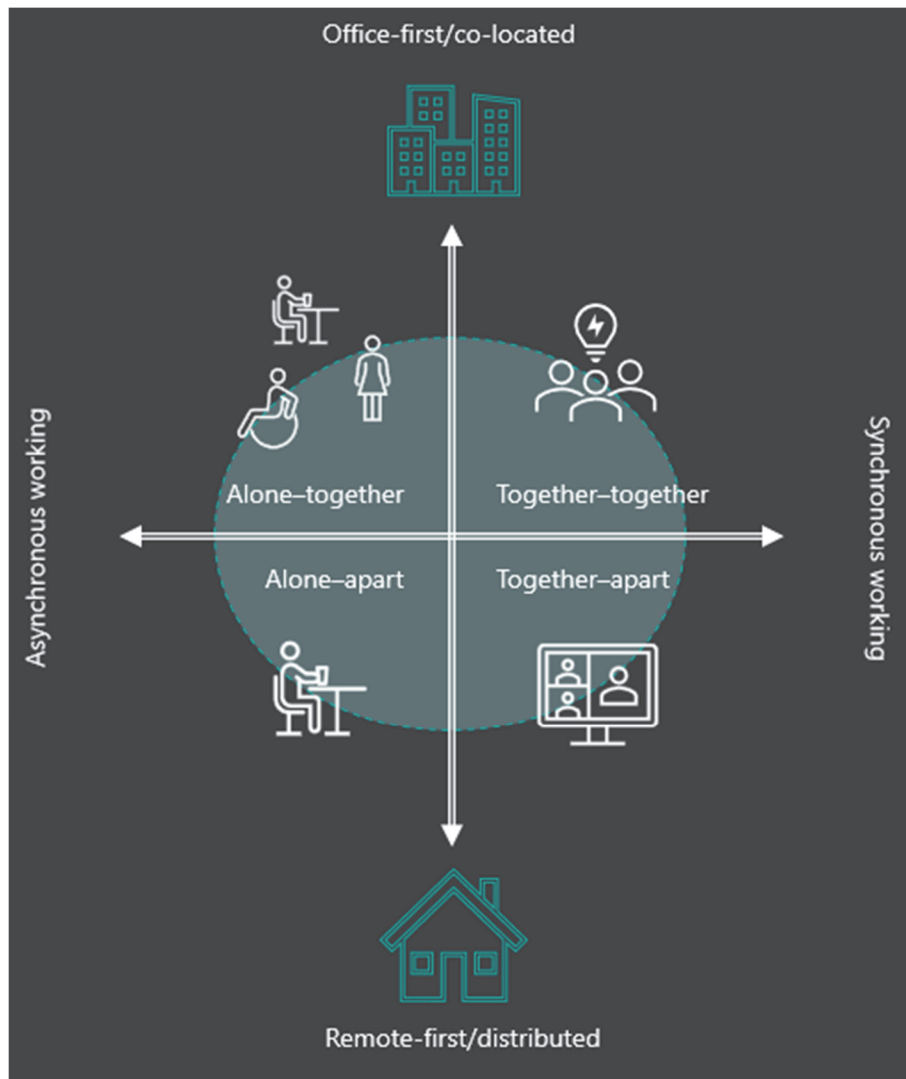 Office-first/co-located
Asynchronous working
Synchronous working
Alone–together
Together–together
Alone–apart
Together–apart
Remote-first/distributed